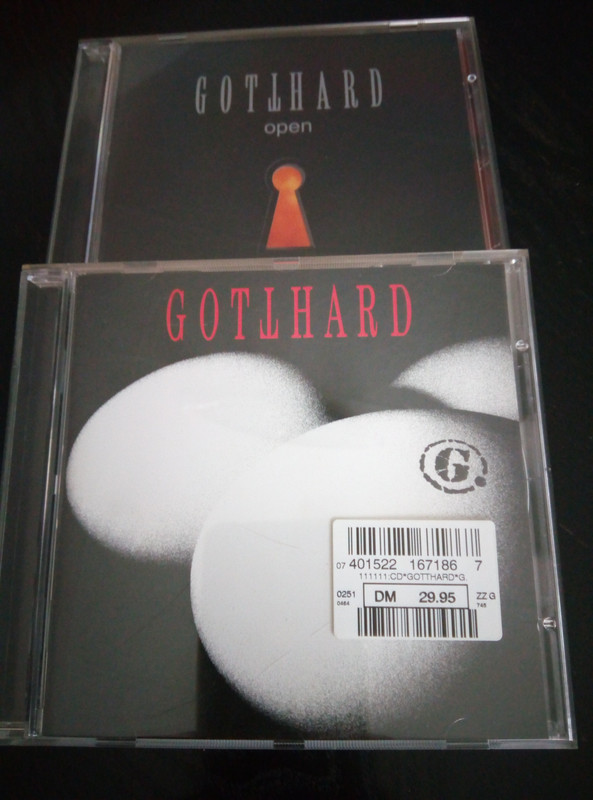 GOTTHARD
open
GOTTHARD
G.
07 401522 167186 7
111111:CD*GOTTHARD*G.
0251 DM 29.95 ZZ G
0484 748